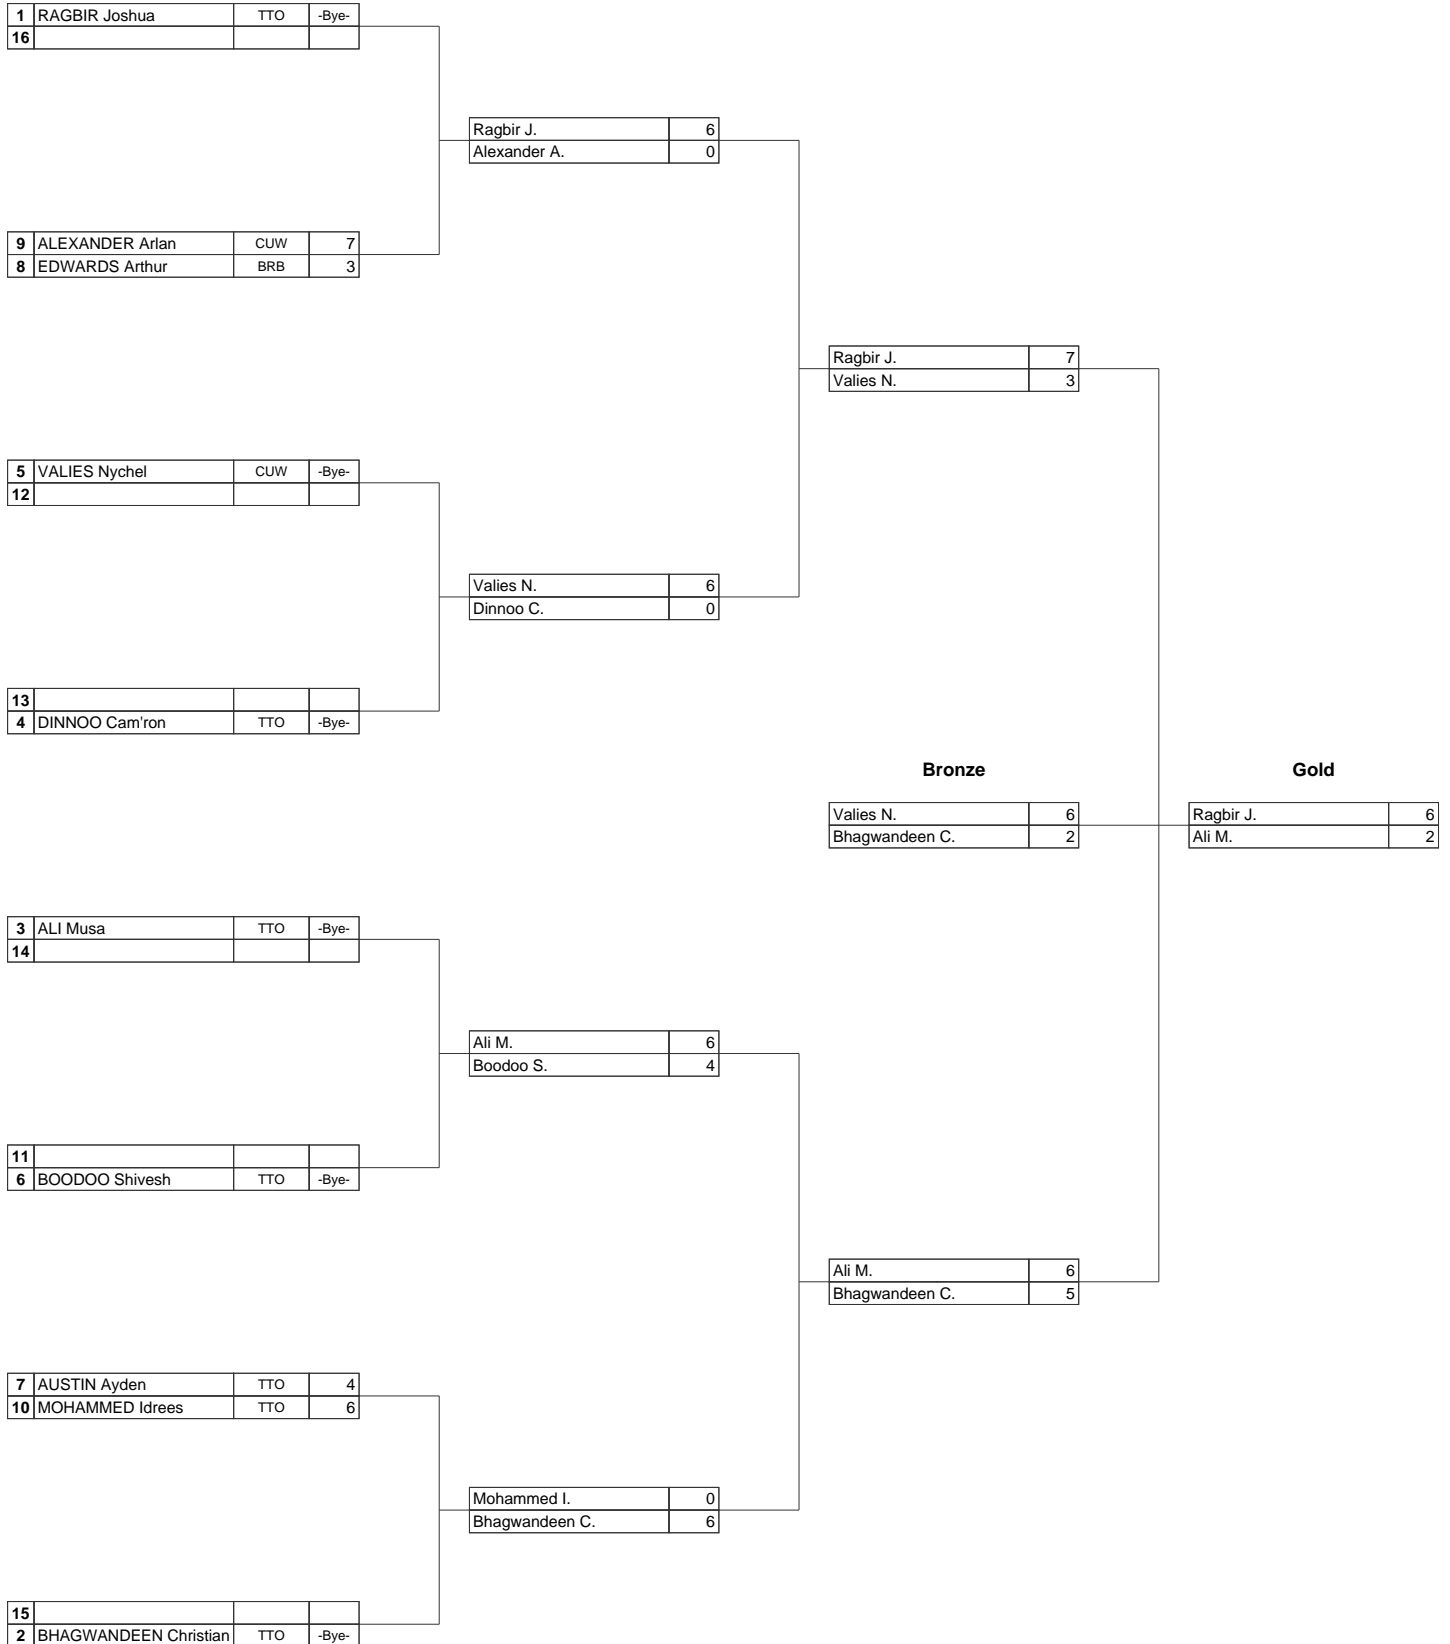 1 RAGBIR Joshua TTO -Bye-
16
Ragbir J. 6
Alexander A. 0
9 ALEXANDER Arlan CUW 7
8 EDWARDS Arthur BRB 3
Ragbir J. 7
Valies N. 3
5 VALIES Nychel CUW -Bye-
12
Valies N. 6
Dinnoo C. 0
13
4 DINNOO Cam'ron TTO -Bye-
Bronze Gold
Valies N. 6 Ragbir J. 6
Bhagwandeen C. 2 Ali M. 2
3 ALI Musa TTO -Bye-
14
Ali M. 6
Boodoo S. 4
11
6 BOODOO Shivesh TTO -Bye-
Ali M. 6
Bhagwandeen C. 5
7 AUSTIN Ayden TTO 4
10 MOHAMMED Idrees TTO 6
Mohammed I. 0
Bhagwandeen C. 6
15
2 BHAGWANDEEN Christian TTO -Bye-